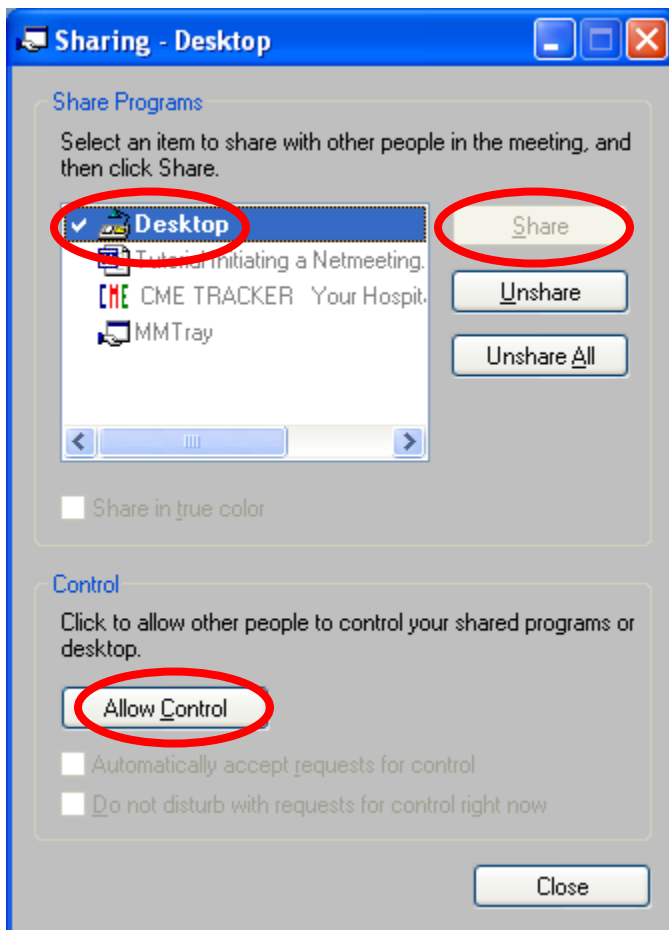 Sharing - Desktop
Share Programs
Select an item to share with other people in the meeting, and
then click Share.
Desktop
Share
Tutorial Initiating a Netmeeting.
CME CME TRACKER Your Hospit
Unshare
MMTray
Unshare All
Share in true color
Control
Click to allow other people to control your shared programs or
desktop.
Allow Control
Automatically accept requests for control
Do not disturb with requests for control right now
Close